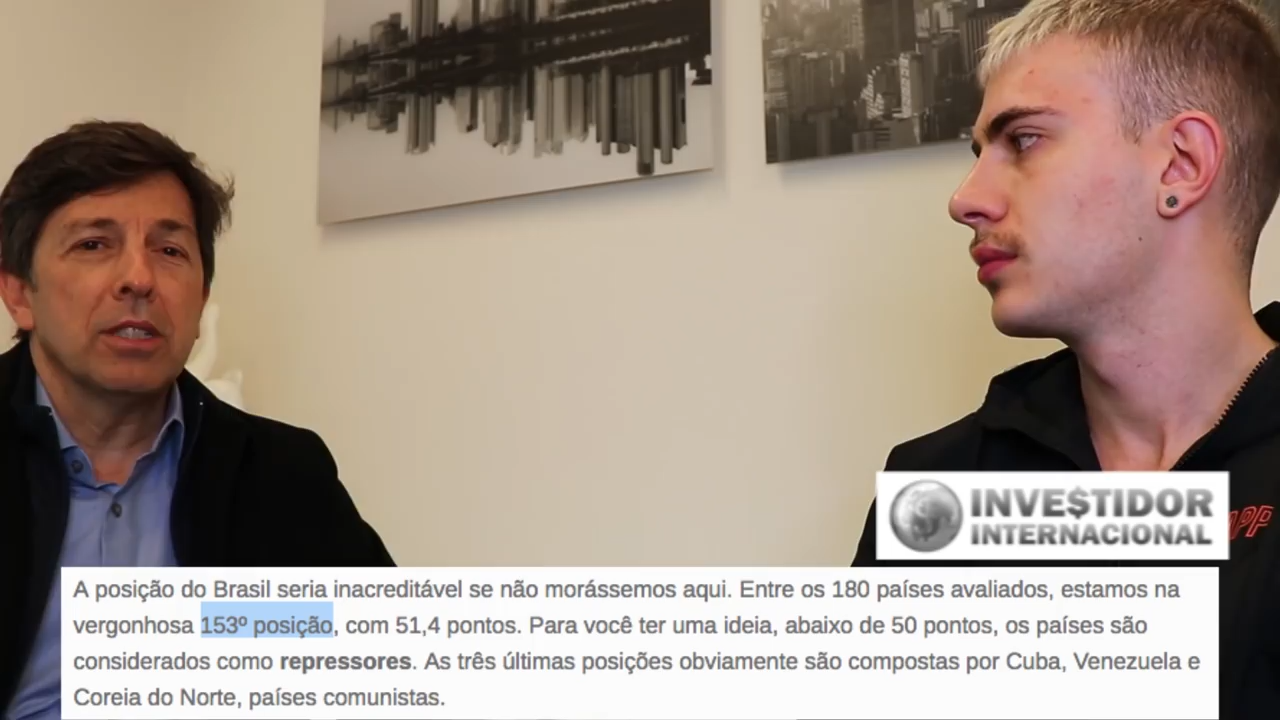 INVE$TIDOR
INTERNACIONAL
PP
A posição do Brasil seria inacreditável se não morássemos aqui. Entre os 180 países avaliados, estamos na
vergonhosa 153º posição, com 51,4 pontos. Para você ter uma ideia, abaixo de 50 pontos, os países são
considerados como repressores. As três últimas posições obviamente são compostas por Cuba, Venezuela e
Coreia do Norte, países comunistas.